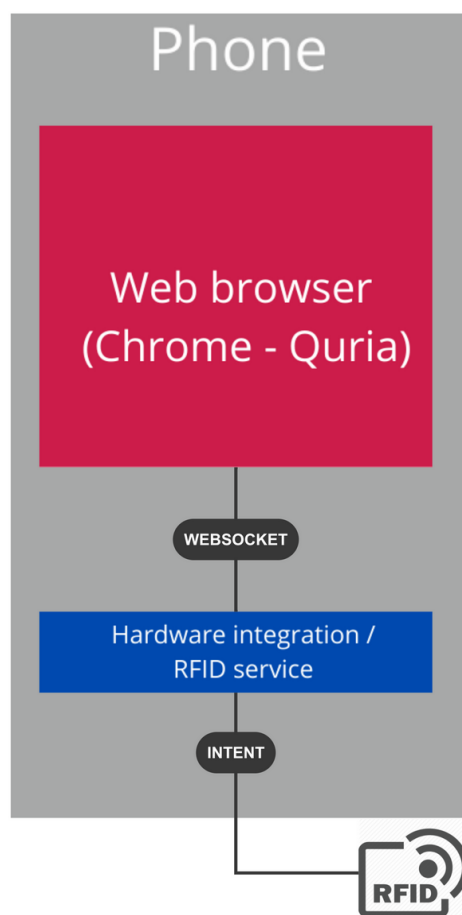 Phone
Web browser
(Chrome - Quria)
WEBSOCKET
Hardware integration /
RFID service
INTENT
RFID